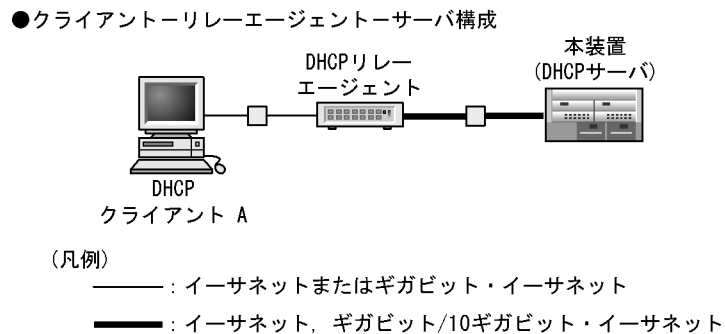 ●クライアント－リレーエージェント－サーバ構成
DHCPリレー
エージェント
本装置
(DHCPサーバ)
DHCP
クライアント A
(凡例)
：イーサネットまたはギガビット・イーサネット
：イーサネット，ギガビット/10ギガビット・イーサネット